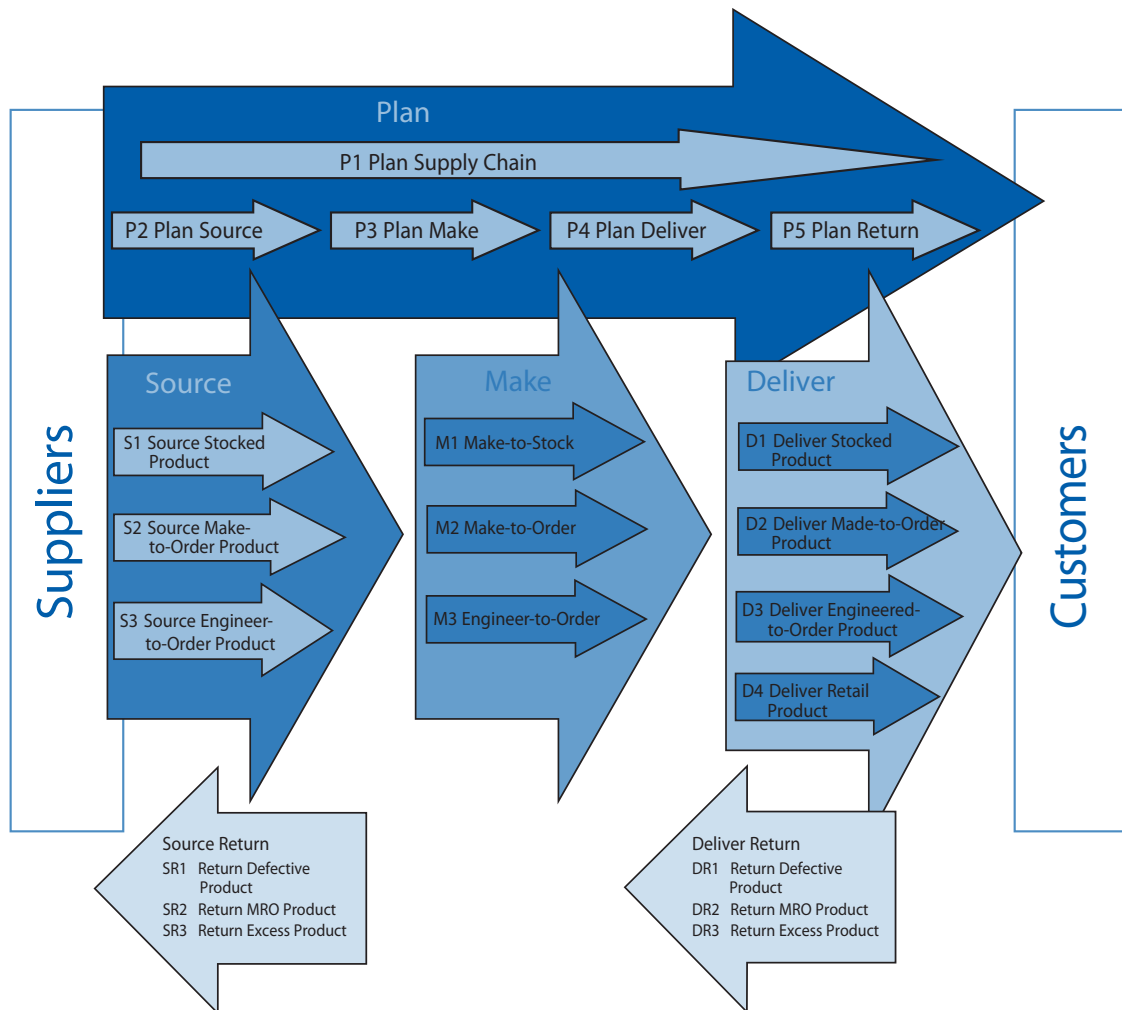 Plan
P1 Plan Supply Chain
P2 Plan Source
P3 Plan Make
P4 Plan Deliver
P5 Plan Return
Suppliers
Source
S1 Source Stocked
Product
S2 Source Make-
to-Order Product
S3 Source Engineer-
to-Order Product
Make
M1 Make-to-Stock
M2 Make-to-Order
M3 Engineer-to-Order
Deliver
D1 Deliver Stocked
Product
D2 Deliver Made-to-Order
Product
D3 Deliver Engineered-
to-Order Product
D4 Deliver Retail
Product
Customers
Source Return
SR1 Return Defective
Product
SR2 Return MRO Product
SR3 Return Excess Product
Deliver Return
DR1 Return Defective
Product
DR2 Return MRO Product
DR3 Return Excess Product